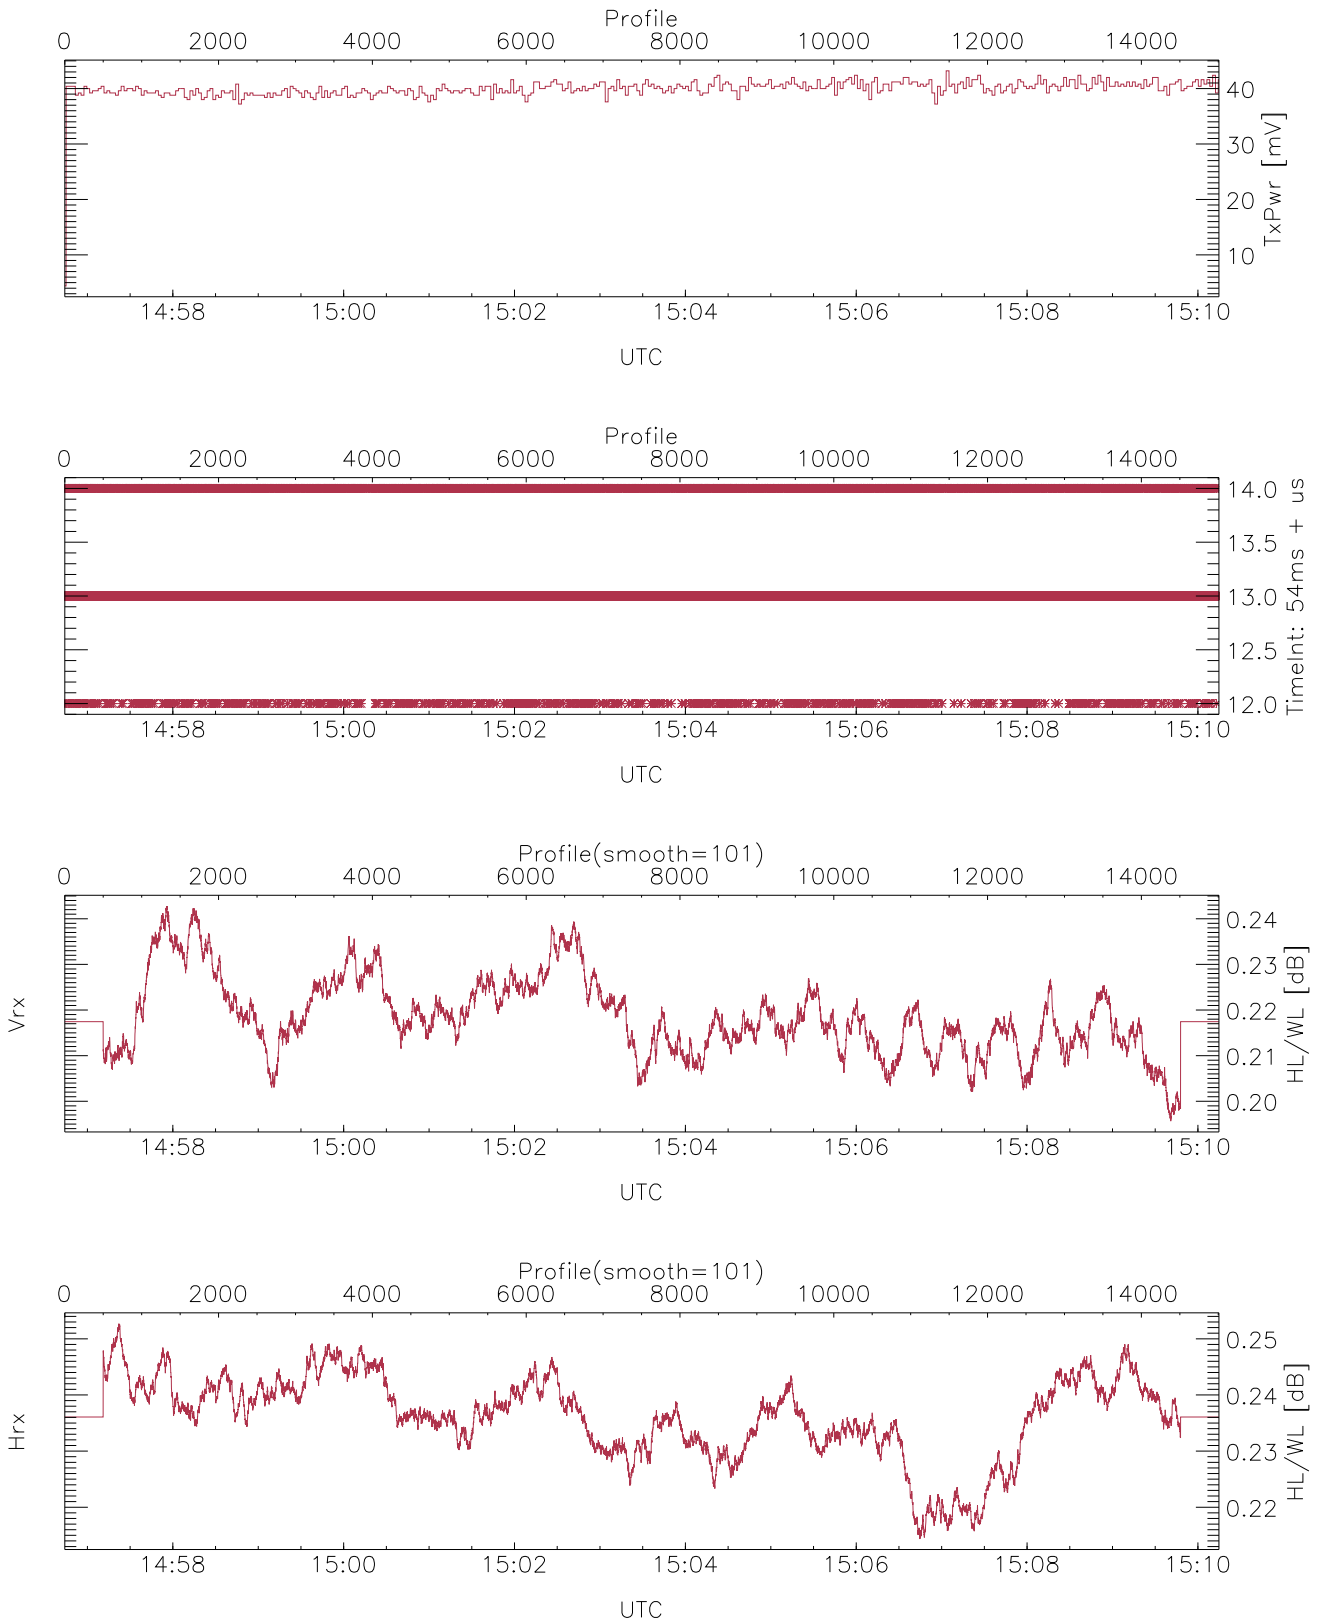 Profile
0 2000 4000 6000 8000 10000 12000 14000
40
30
20
10
TxPwr [mV]
14:58 15:00 15:02 15:04 15:06 15:08 15:10
UTC
Profile
0 2000 4000 6000 8000 10000 12000 14000
14.0
13.5
13.0
12.5
12.0
TimeInt: 54ms + us
14:58 15:00 15:02 15:04 15:06 15:08 15:10
UTC
Profile(smooth=101)
0 2000 4000 6000 8000 10000 12000 14000
Vrx
0.24
0.23
0.22
0.21
0.20
HL/WL [dB]
14:58 15:00 15:02 15:04 15:06 15:08 15:10
UTC
Profile(smooth=101)
0 2000 4000 6000 8000 10000 12000 14000
Hrx
0.25
0.24
0.23
0.22
HL/WL [dB]
14:58 15:00 15:02 15:04 15:06 15:08 15:10
UTC